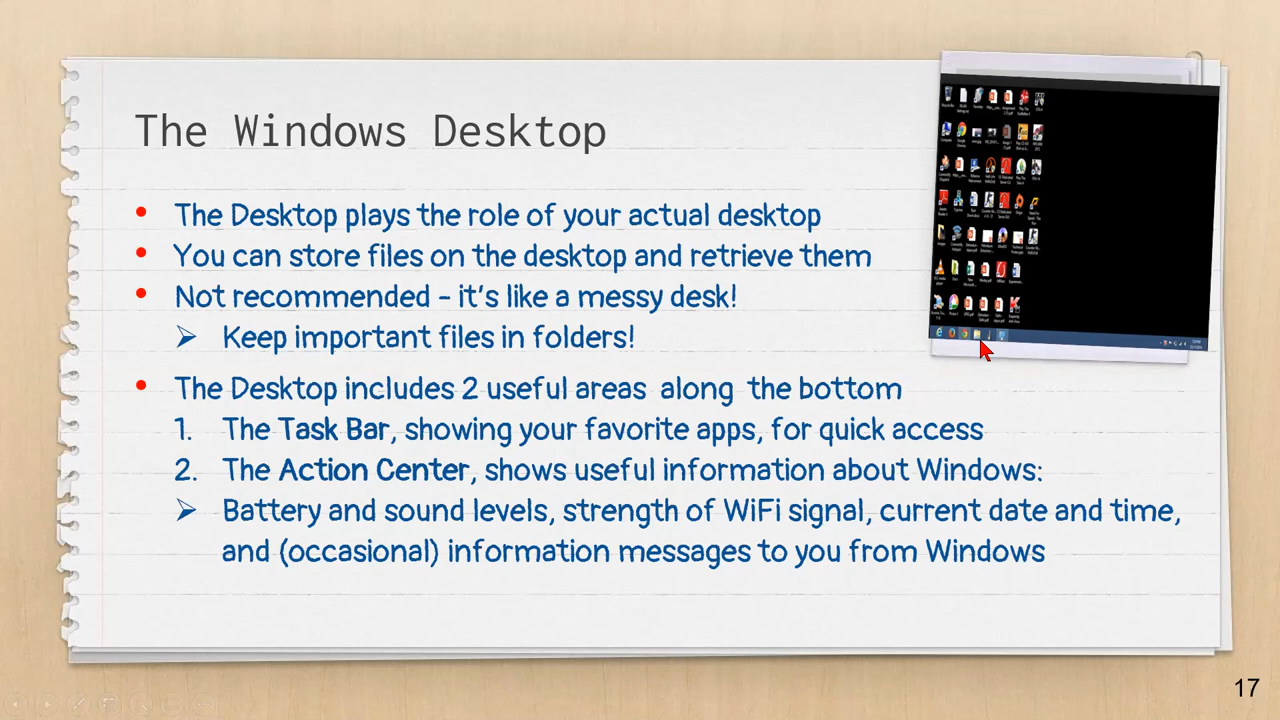 The Windows Desktop
• The Desktop plays the role of your actual desktop
• You can store files on the desktop and retrieve them
• Not recommended – it's like a messy desk!
➢ Keep important files in folders!
• The Desktop includes 2 useful areas along the bottom
1. The Task Bar, showing your favorite apps, for quick access
2. The Action Center, shows useful information about Windows:
➢ Battery and sound levels, strength of WiFi signal, current date and time,
and (occasional) information messages to you from Windows
17